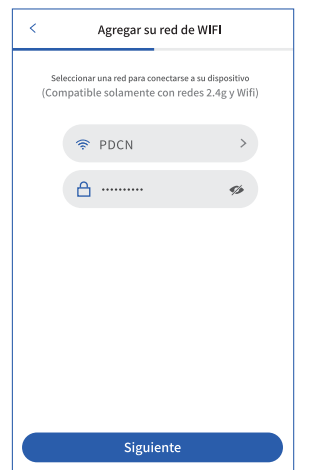 Agregar su red de WIFI
Seleccionar una red para conectarse a su dispositivo
(Compatible solamente con redes 2.4g y Wifi)
PDCN
··········
Siguiente